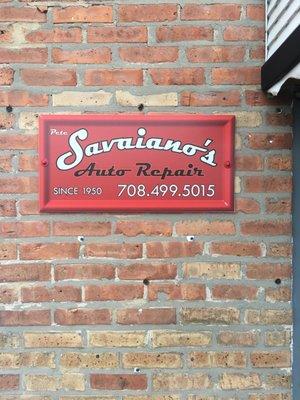 Pete
Savaiano's
Auto Repair
SINCE 1950 708.499.5015